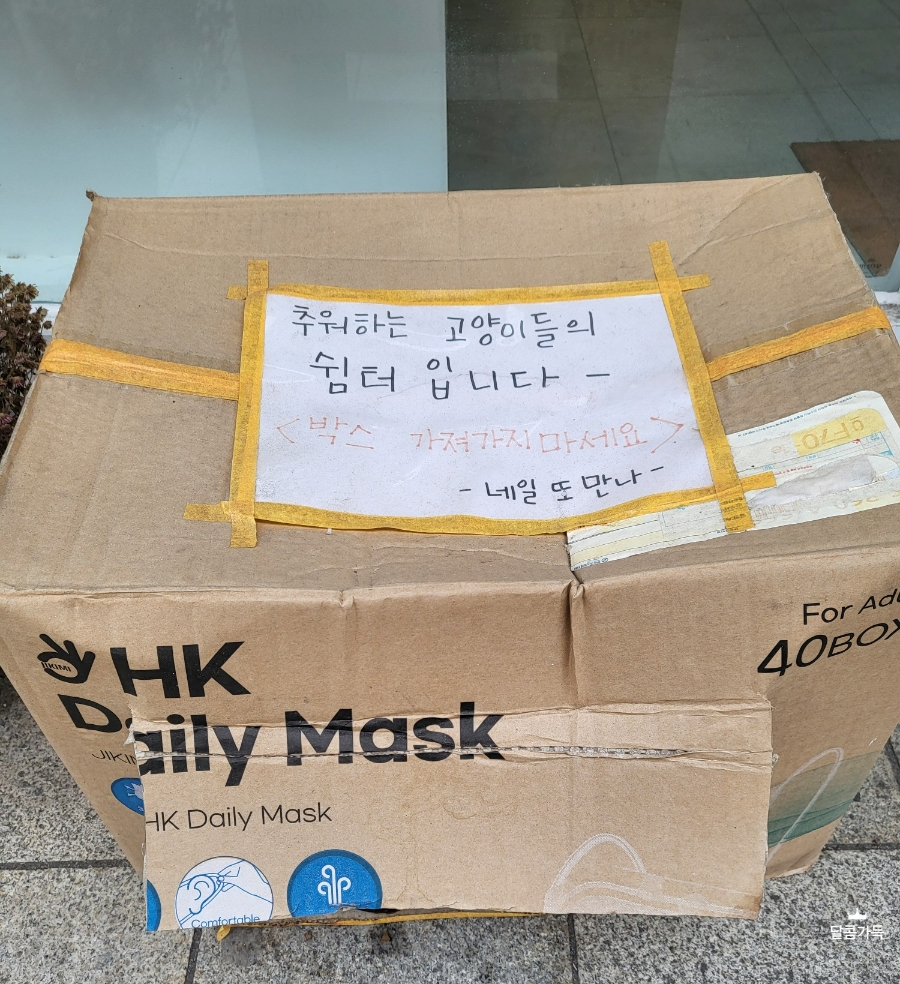 추워하는 고양이들의
쉼터 입니다 -
<박스 가져가지마세요>
- 네일 또 만나 -
JIKIMI
HK
Daily Mask
HK Daily Mask
Comfortable
For
40BOX
달콤가득